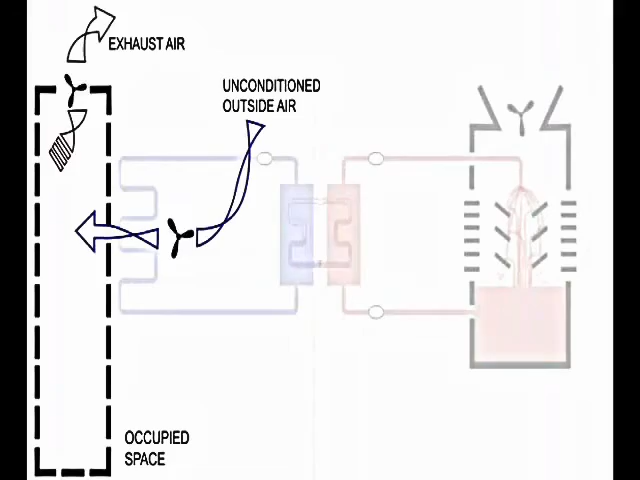 EXHAUST AIR
UNCONDITIONED
OUTSIDE AIR
OCCUPIED
SPACE